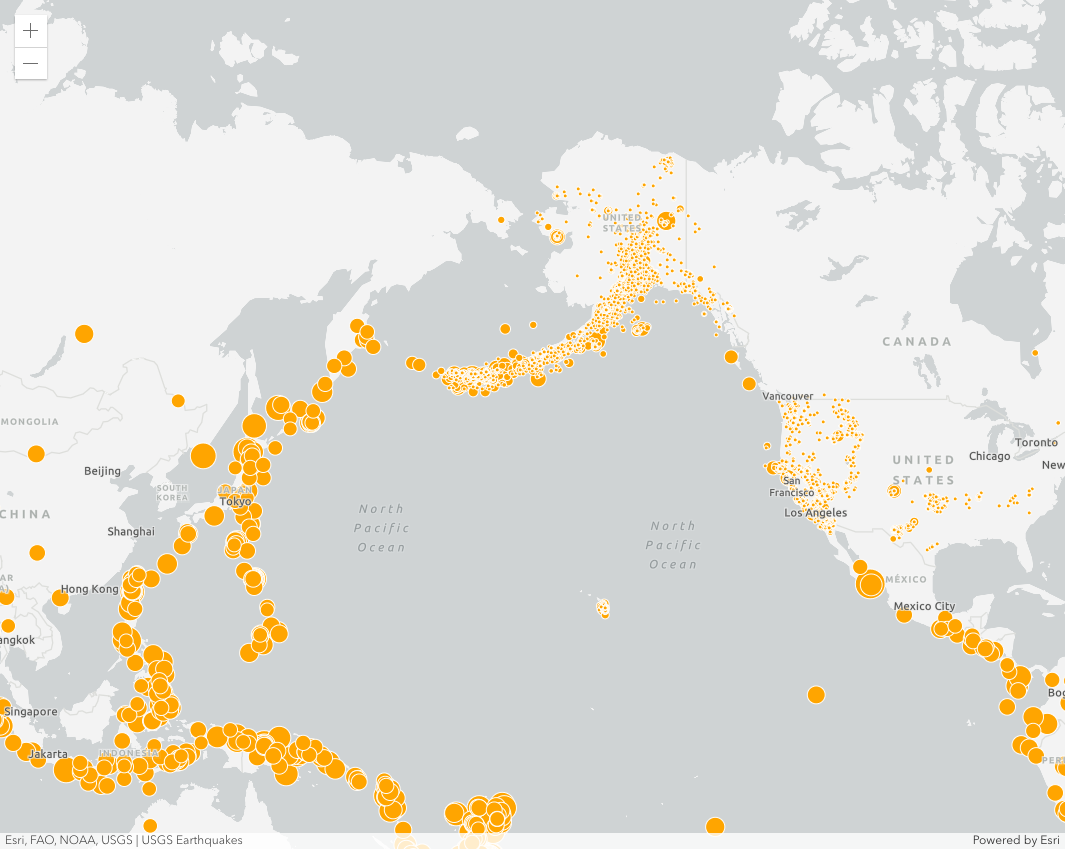 +
−
UNITED
STATES
CANADA
Vancouver
MONGOLIA
Toronto
Chicago
Beijing
UNITED
STATES
New
SOUTH
KOREA
JAPAN
Tokyo
San
Francisco
North
Pacific
Ocean
CHINA
Los Angeles
North
Pacific
Ocean
Shanghai
AR
Hong Kong
MÉXICO
Mexico City
angkok
Bog
Singapore
Jakarta
INDONESIA
PER
Esri, FAO, NOAA, USGS | USGS Earthquakes
Powered by Esri